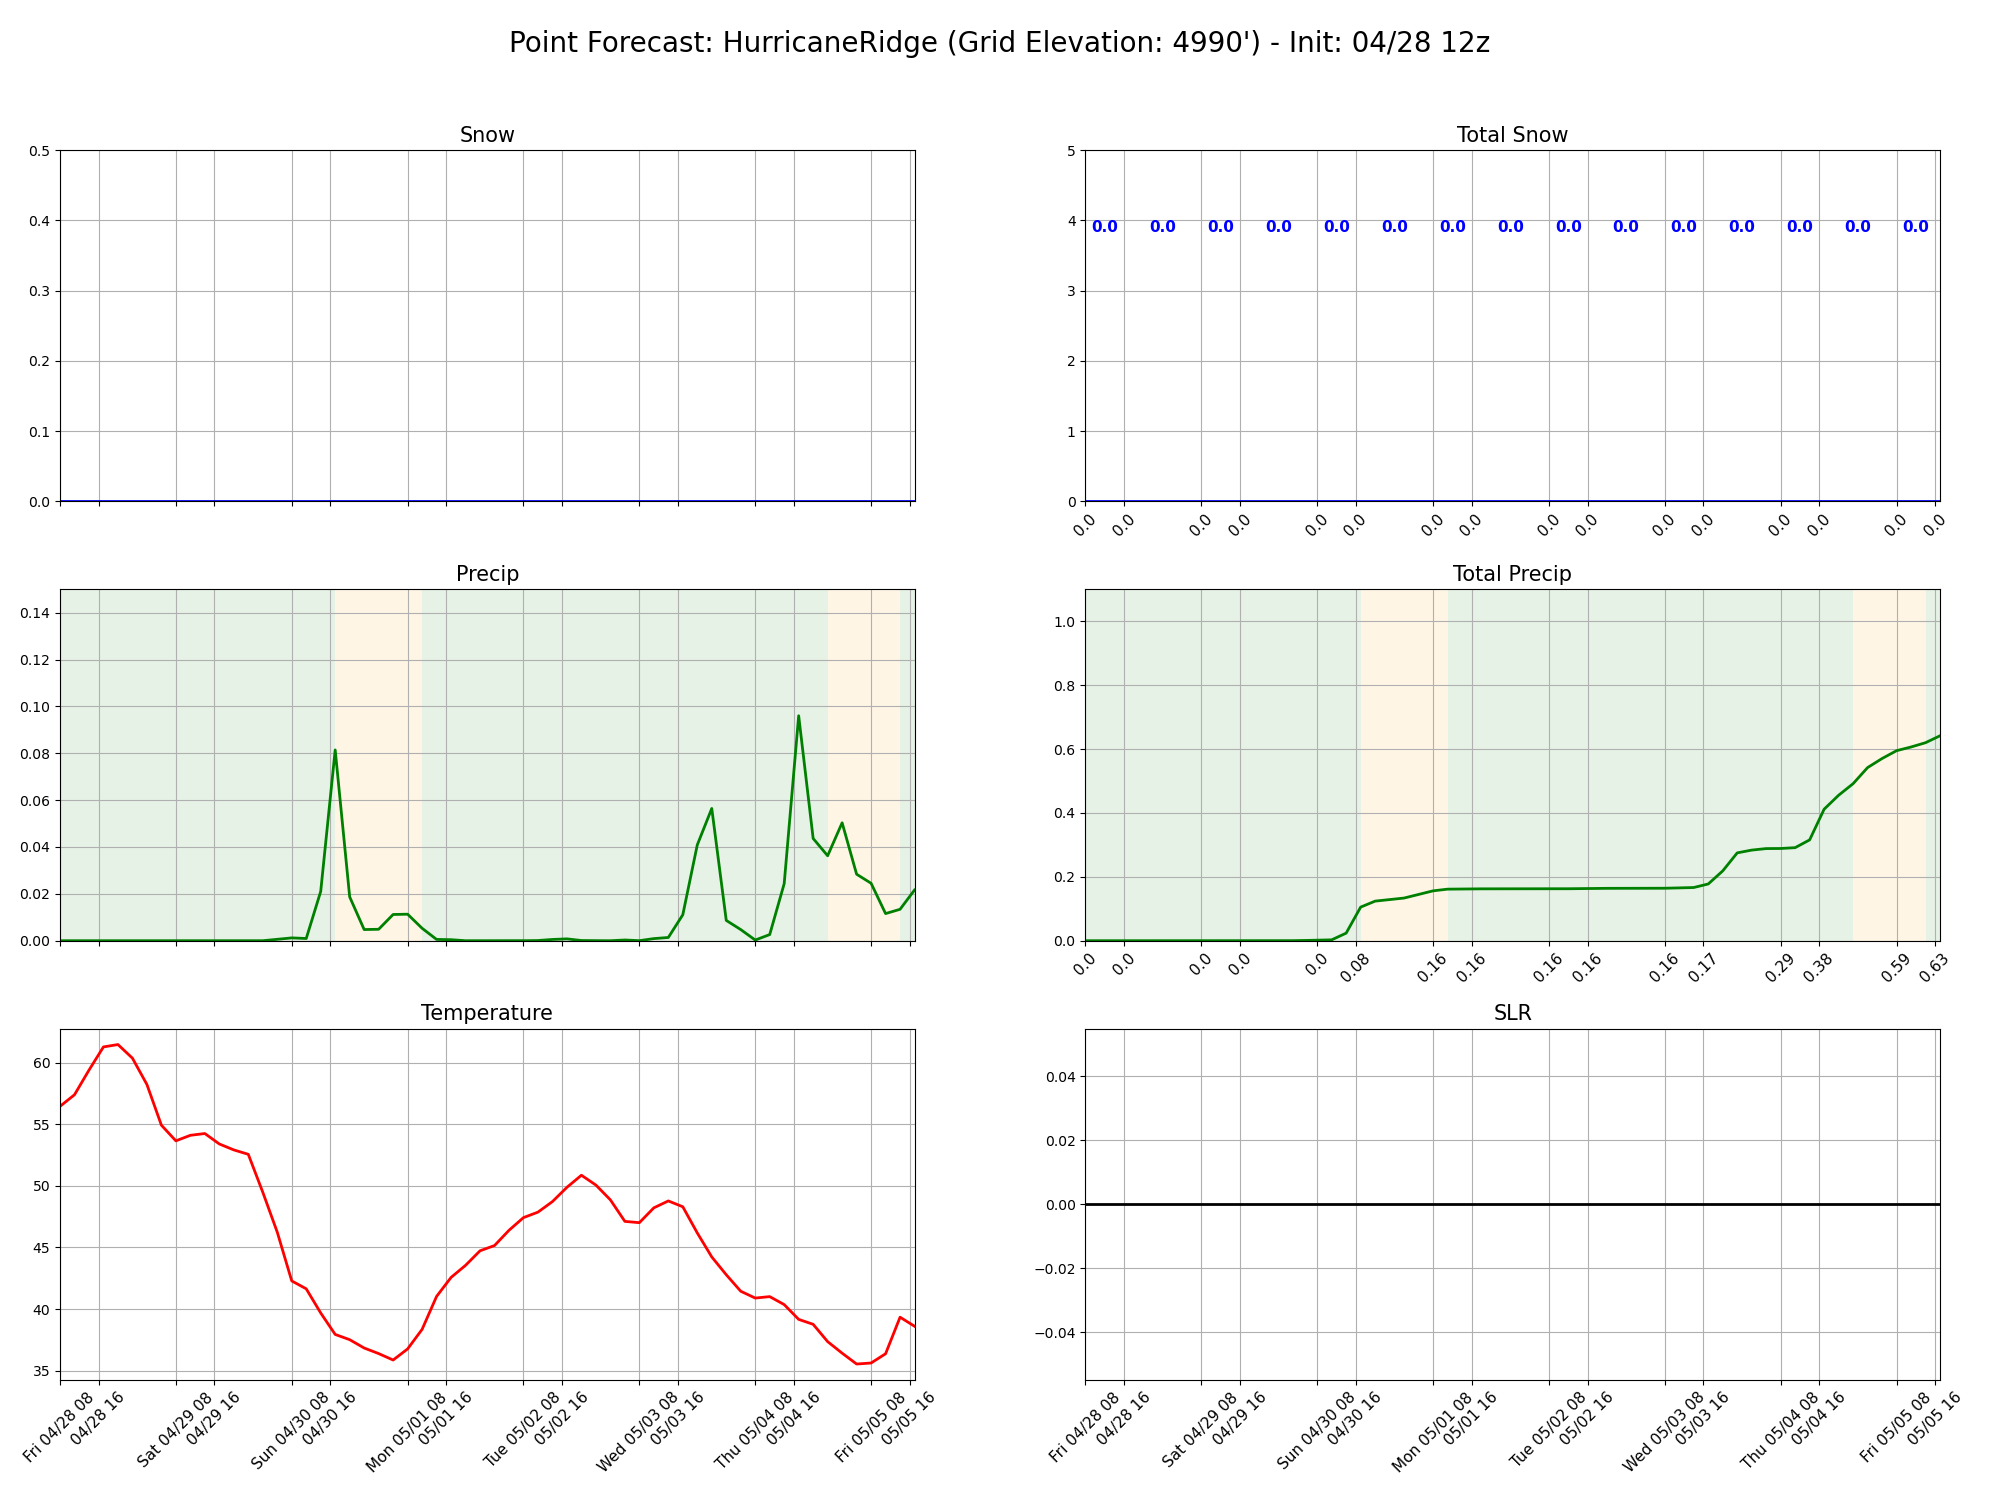 Point Forecast: HurricaneRidge (Grid Elevation: 4990') - Init: 04/28 12z
Snow
0.5
0.4
0.3
0.2
0.1
0.0
Total Snow
5
4
3
2
1
0
0.0 0.0 0.0 0.0 0.0 0.0 0.0 0.0 0.0 0.0 0.0 0.0 0.0 0.0 0.0
0.0 0.0 0.0 0.0 0.0 0.0 0.0 0.0 0.0 0.0 0.0 0.0 0.0 0.0 0.0 0.0
Precip
0.14
0.12
0.10
0.08
0.06
0.04
0.02
0.00
Total Precip
1.0
0.8
0.6
0.4
0.2
0.0
0.0 0.0 0.0 0.0 0.0 0.08 0.16 0.16 0.16 0.16 0.16 0.17 0.29 0.38 0.59 0.63
Temperature
60
55
50
45
40
35
Fri 04/28 08
04/28 16
Sat 04/29 08
04/29 16
Sun 04/30 08
04/30 16
Mon 05/01 08
05/01 16
Tue 05/02 08
05/02 16
Wed 05/03 08
05/03 16
Thu 05/04 08
05/04 16
Fri 05/05 08
05/05 16
SLR
0.04
0.02
0.00
−0.02
−0.04
Fri 04/28 08
04/28 16
Sat 04/29 08
04/29 16
Sun 04/30 08
04/30 16
Mon 05/01 08
05/01 16
Tue 05/02 08
05/02 16
Wed 05/03 08
05/03 16
Thu 05/04 08
05/04 16
Fri 05/05 08
05/05 16